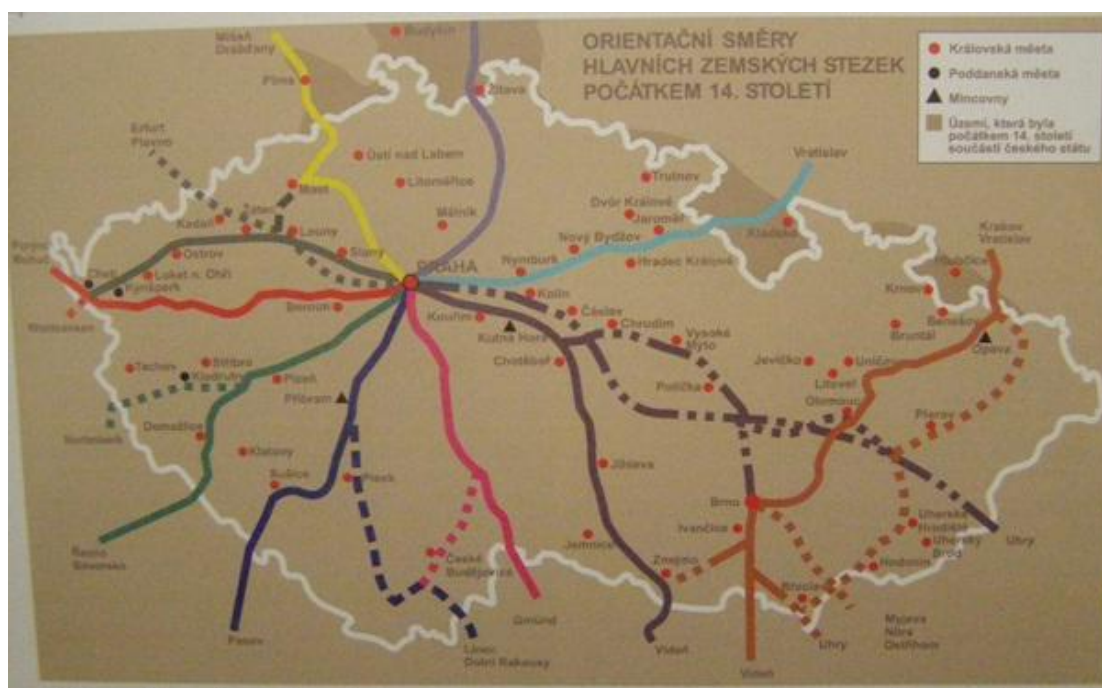 ORIENTAČNÍ SMĚRY
HLAVNÍCH ZEMSKÝCH STEZEK
POČÁTKEM 14. STOLETÍ
Královská města
Poddanská města
Mincovny
Území, která byla
počátkem 14. století
součástí českého státu
Míšeň
Drážďany
Budyšín
Pirna
Žitava
Erfurt
Plavno
Ústí nad Labem
Vratislav
Most
Litoměřice
Trutnov
Mělník
Dvůr Králové
Kadaň
Žatec
Louny
Jaroměř
Kladsko
Krakov
Vratislav
Nový Bydžov
Ostrov
Slaný
PRAHA
Nymburk
Hradec Králové
Cheb
Loket n. Ohří
Kynšperk
Kolín
Krnov
Beroun
Kouřim
Čáslav
Chrudim
Benešov
Kutná Hora
Vysoké
Mýto
Bruntál
Opava
Tachov
Stříbro
Kladruby
Plzeň
Chotěboř
Jevíčko
Uničov
Litovel
Příbram
Polička
Olomouc
Přerov
Norimberk
Domažlice
Klatovy
Sušice
Písek
Jihlava
Brno
Řezno
Ivančice
Uherské
Hradiště
Uherský
Brod
Uhry
Jemnice
České
Budějovice
Znojmo
Hodonín
Břeclav
Pasov
Gmünd
Linec
Dolní Rakousy
Vídeň
Vídeň
Uhry
Myjava
Nitra
Ostřihom